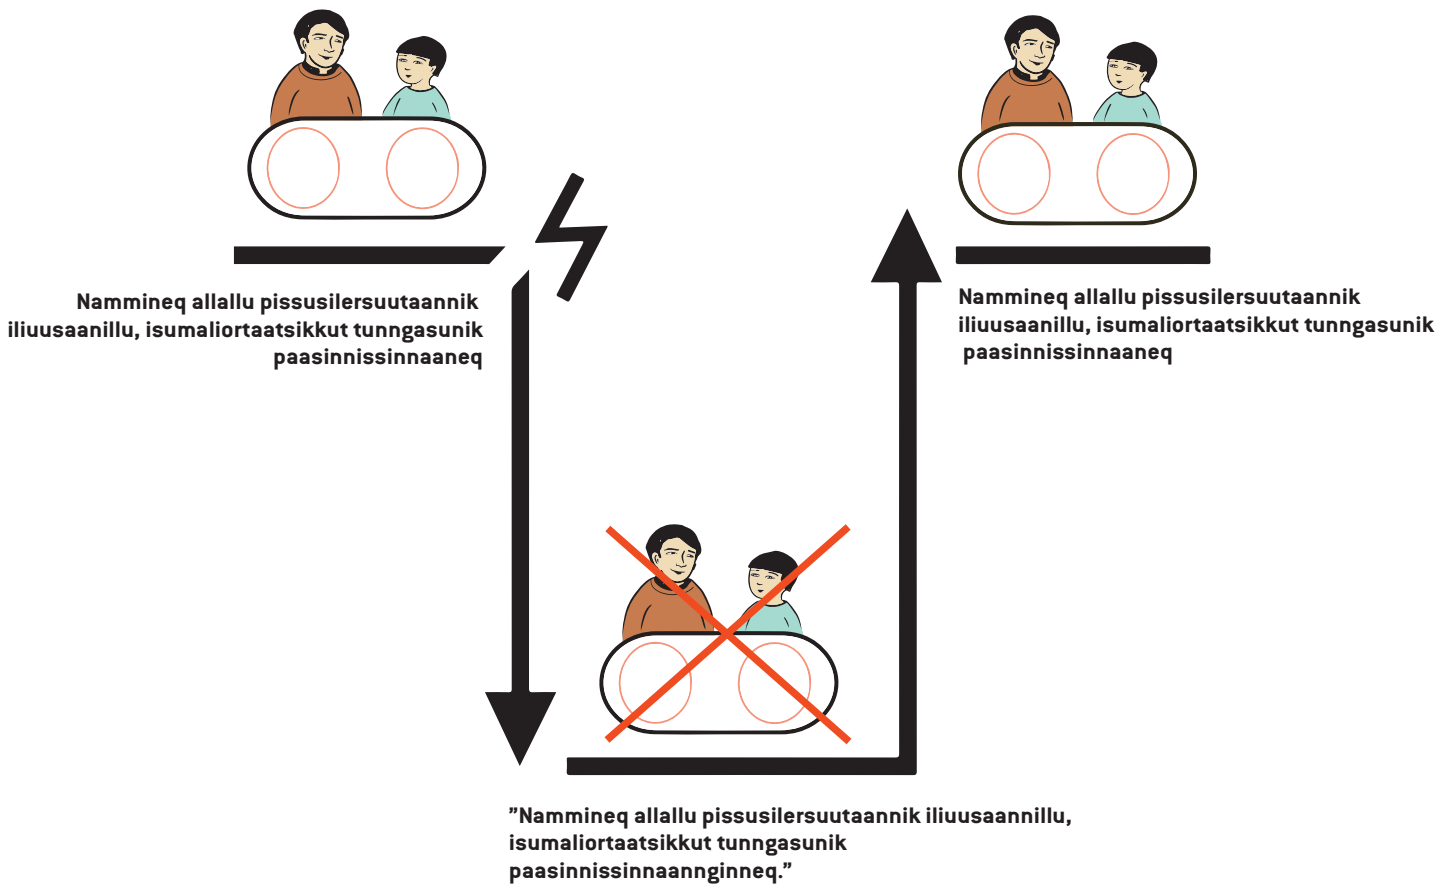 Nammineq allallu pissusilersuutaannik
iliuusaanillu, isumaliortaatsikkut tunngasunik
paasinnissinnaaneq
Nammineq allallu pissusilersuutaannik
iliuusaanillu, isumaliortaatsikkut tunngasunik
paasinnissinnaaneq
”Nammineq allallu pissusilersuutaannik iliuusaannillu,
isumaliortaatsikkut tunngasunik
paasinnissinnaannginneq.”